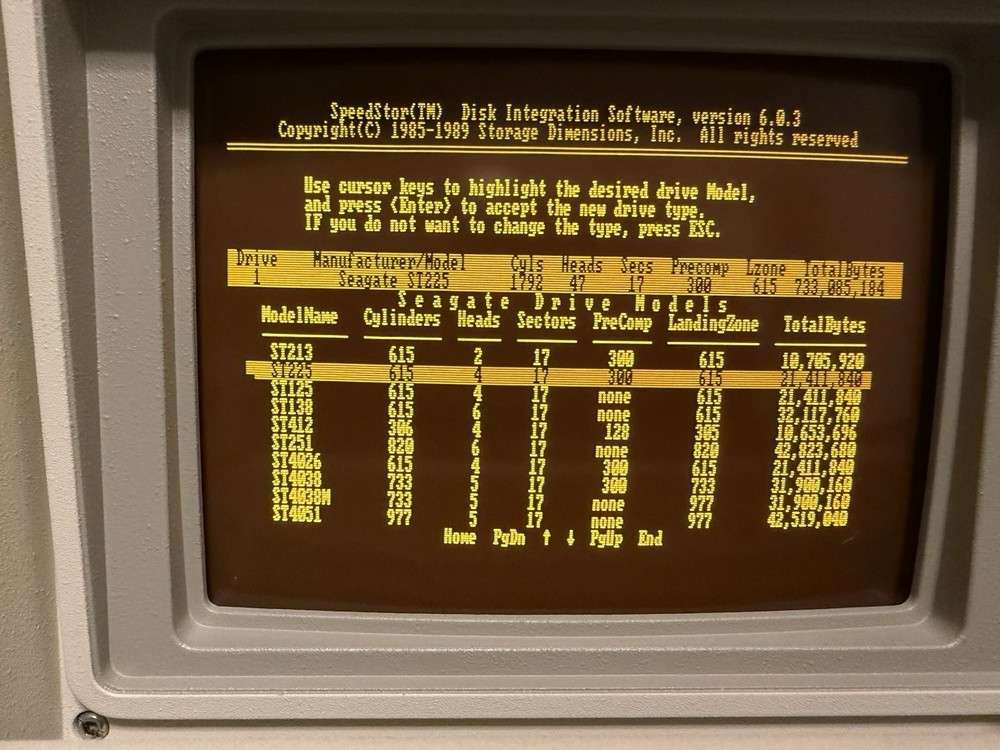 SpeedStor(TM) Disk Integration Software, version 6.0.3
Copyright(C) 1985-1989 Storage Dimensions, Inc. All rights reserved
Use cursor keys to highlight the desired drive Model,
and press <Enter> to accept the new drive type.
IF you do not want to change the type, press ESC.
Drive Manufacturer/Model Cyls Heads Secs Precomp Lzone TotalBytes
1 Seagate ST225 1792 47 17 300 615 733,085,184
Seagate Drive Models
ModelName Cylinders Heads Sectors PreComp LandingZone TotalBytes
ST213 615 2 17 300 615 10,705,920
ST225 615 4 17 300 615 21,411,840
ST125 615 4 17 none 615 21,411,840
ST138 615 6 17 none 615 32,117,760
ST412 306 4 17 128 305 10,653,696
ST251 820 6 17 none 820 42,823,680
ST4026 615 4 17 300 615 21,411,840
ST4038 733 5 17 300 733 31,900,160
ST4038M 733 5 17 none 977 31,900,160
ST4051 977 5 17 none 977 42,519,040
Home PgDn ↑ ↓ PgUp End